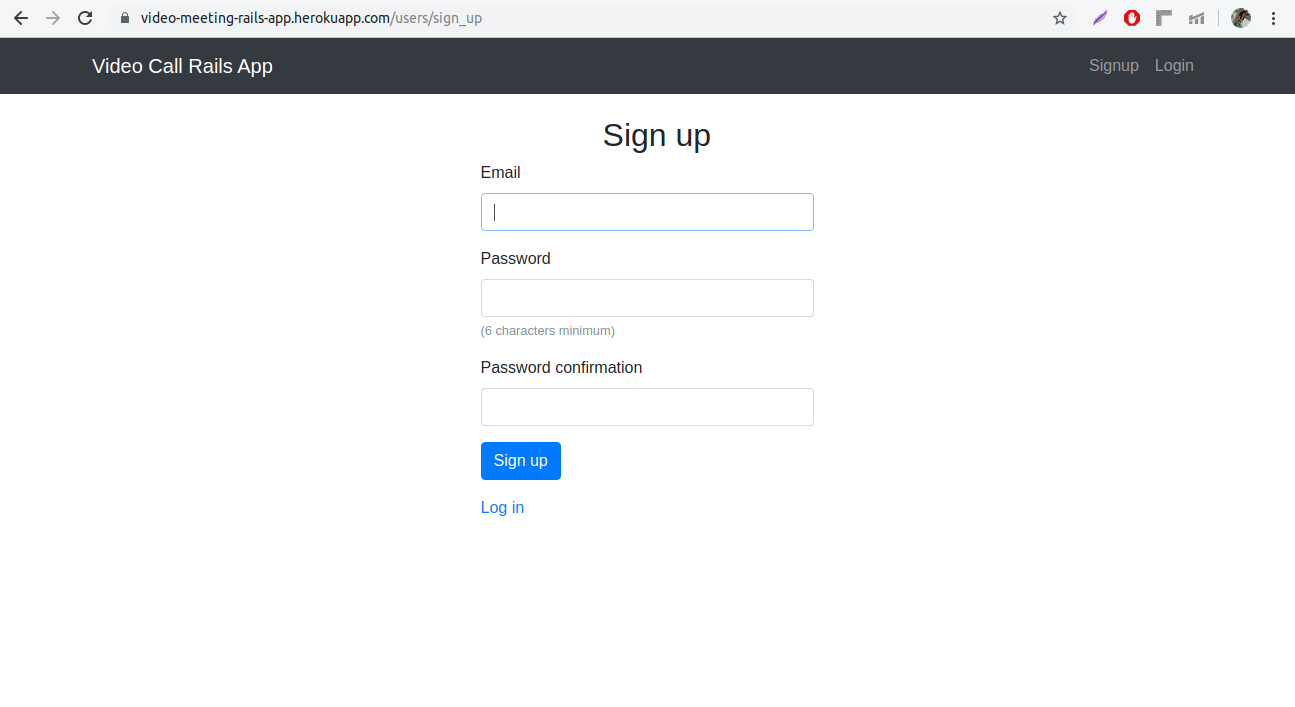 video-meeting-rails-app.herokuapp.com/users/sign_up
Video Call Rails App
Signup Login
Sign up
Email
Password
(6 characters minimum)
Password confirmation
Sign up
Log in